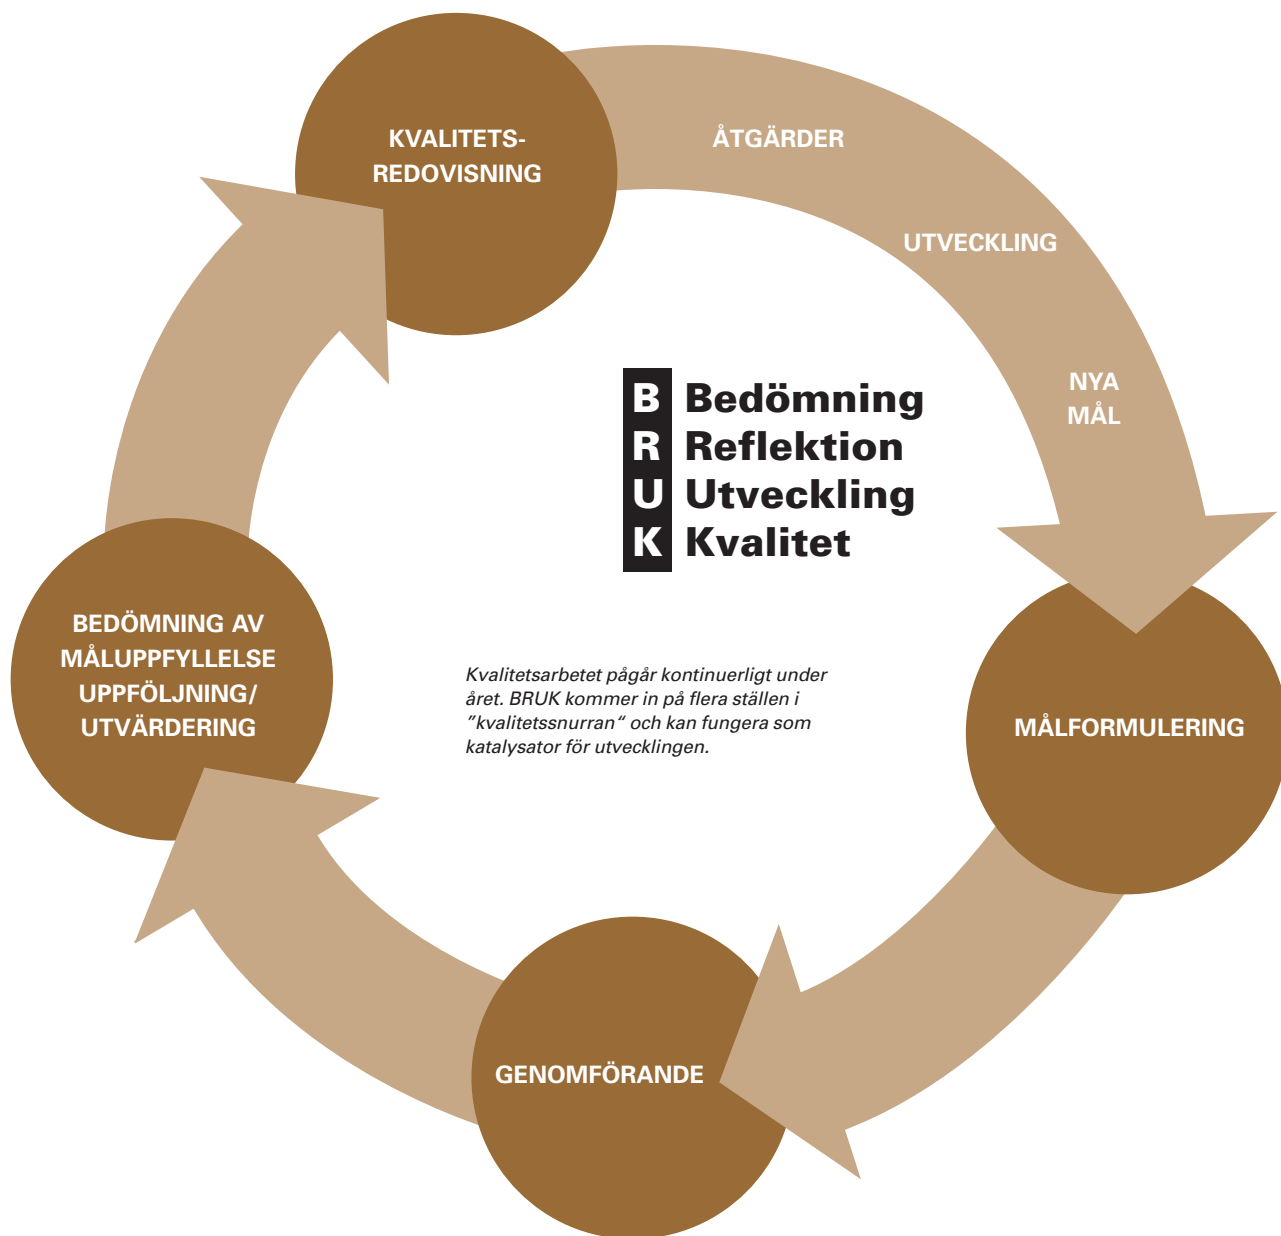 KVALITETS-
REDOVISNING
ÅTGÄRDER
UTVECKLING
NYA
MÅL
B Bedömning
R Reflektion
U Utveckling
K Kvalitet
BEDÖMNING AV
MÅLUPPFYLLELSE
UPPFÖLJNING/
UTVÄRDERING
Kvalitetsarbetet pågår kontinuerligt under
året. BRUK kommer in på flera ställen i
”kvalitetssnurran“ och kan fungera som
katalysator för utvecklingen.
MÅLFORMULERING
GENOMFÖRANDE